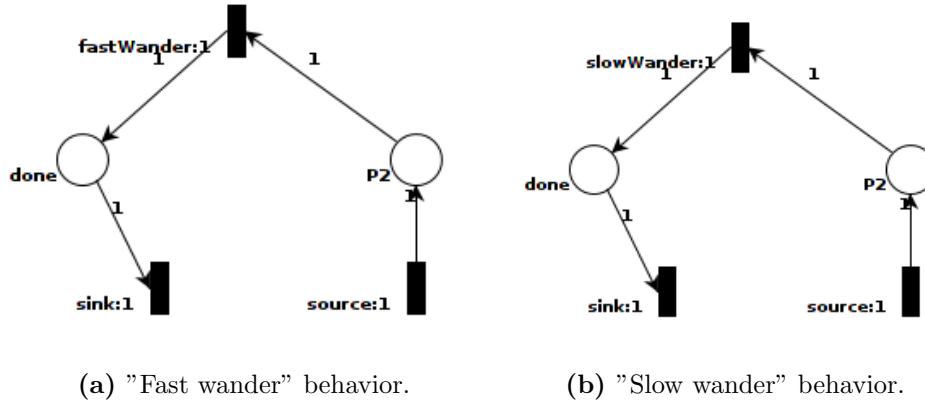 fastWander:1
1
1
done
P2
1
1
sink:1
source:1
slowWander:1
1
1
done
P2
1
1
sink:1
source:1
(a) "Fast wander" behavior.
(b) "Slow wander" behavior.